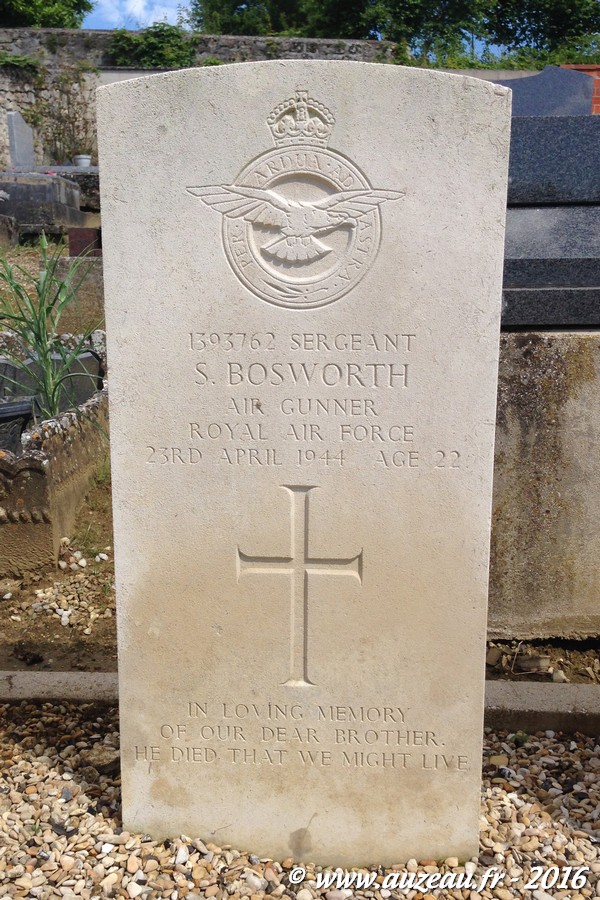 PER ARDUA AD ASTRA
1393762 SERGEANT
S. BOSWORTH
AIR GUNNER
ROYAL AIR FORCE
23RD APRIL 1944 AGE 22
IN LOVING MEMORY
OF OUR DEAR BROTHER.
HE DIED THAT WE MIGHT LIVE
© www.auzeau.fr - 2016 ©